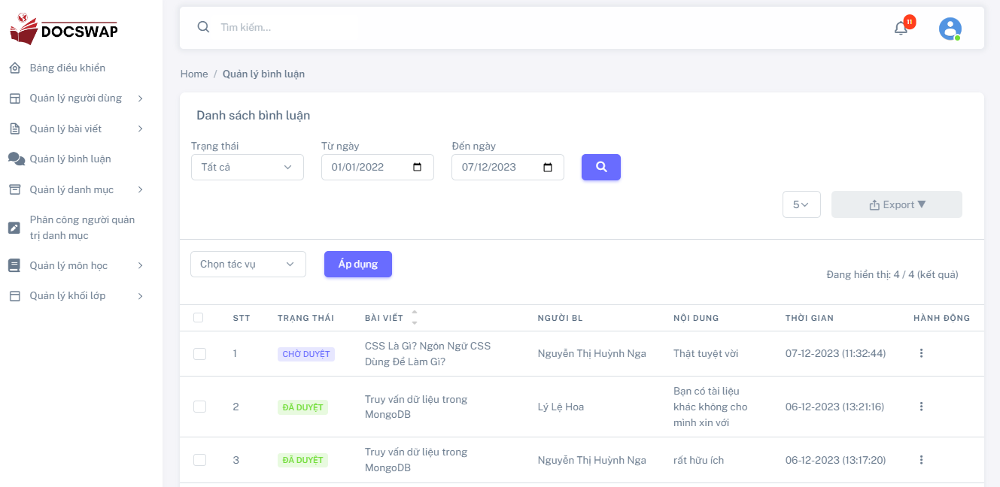 DOCSWAP
Tìm kiếm...
11
Bảng điều khiển
Quản lý người dùng
Quản lý bài viết
Quản lý bình luận
Quản lý danh mục
Phân công người quản
trị danh mục
Quản lý môn học
Quản lý khối lớp
Home / Quản lý bình luận
Danh sách bình luận
Trạng thái Từ ngày Đến ngày
Tất cả 01/01/2022 07/12/2023
5 Export ▼
Chọn tác vụ Áp dụng
Đang hiển thị: 4 / 4 (kết quả)
STT TRẠNG THÁI BÀI VIẾT NGƯỜI BL NỘI DUNG THỜI GIAN HÀNH ĐỘNG
1 CHỜ DUYỆT CSS Là Gì? Ngôn Ngữ CSS
Dùng Để Làm Gì? Nguyễn Thị Huỳnh Nga Thật tuyệt vời 07-12-2023 (11:32:44)
2 ĐÃ DUYỆT Truy vấn dữ liệu trong
MongoDB Lý Lệ Hoa Bạn có tài liệu
khác không cho
mình xin với 06-12-2023 (13:21:16)
3 ĐÃ DUYỆT Truy vấn dữ liệu trong
MongoDB Nguyễn Thị Huỳnh Nga rất hữu ích 06-12-2023 (13:17:20)